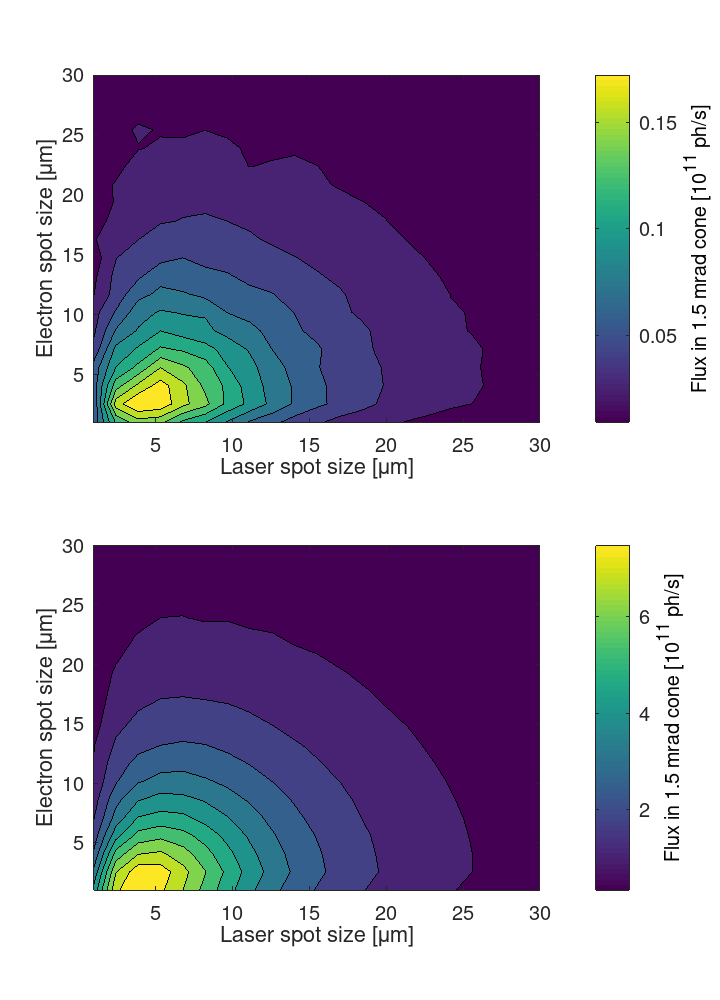 30
25
20
15
10
5
Electron spot size [μm]
5 10 15 20 25 30
Laser spot size [μm]
0.15
0.1
0.05
Flux in 1.5 mrad cone [10^11 ph/s]
30
25
20
15
10
5
Electron spot size [μm]
5 10 15 20 25 30
Laser spot size [μm]
6
4
2
Flux in 1.5 mrad cone [10^11 ph/s]